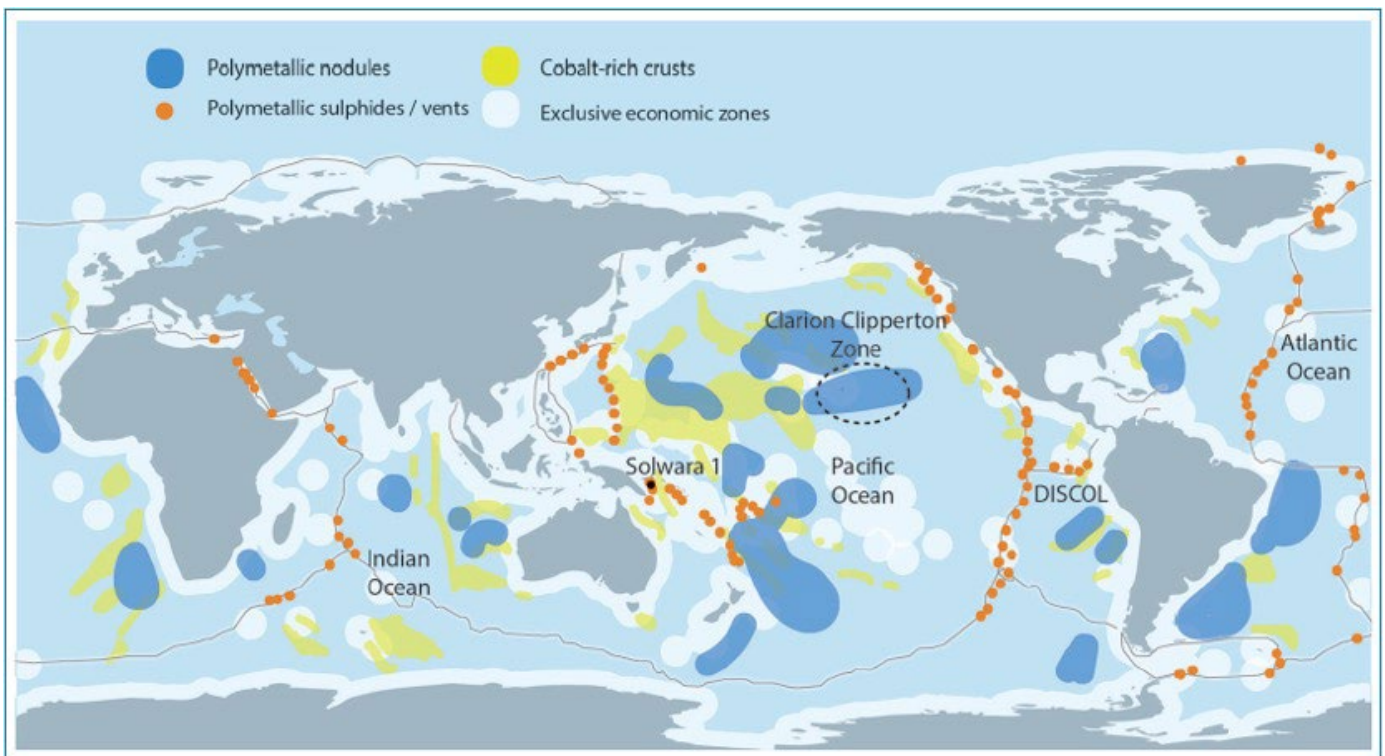 Polymetallic nodules
Cobalt-rich crusts
Polymetallic sulphides / vents
Exclusive economic zones
Clarion Clipperton
Zone
Atlantic
Ocean
Solwara 1
Pacific
Ocean
DISCOL
Indian
Ocean